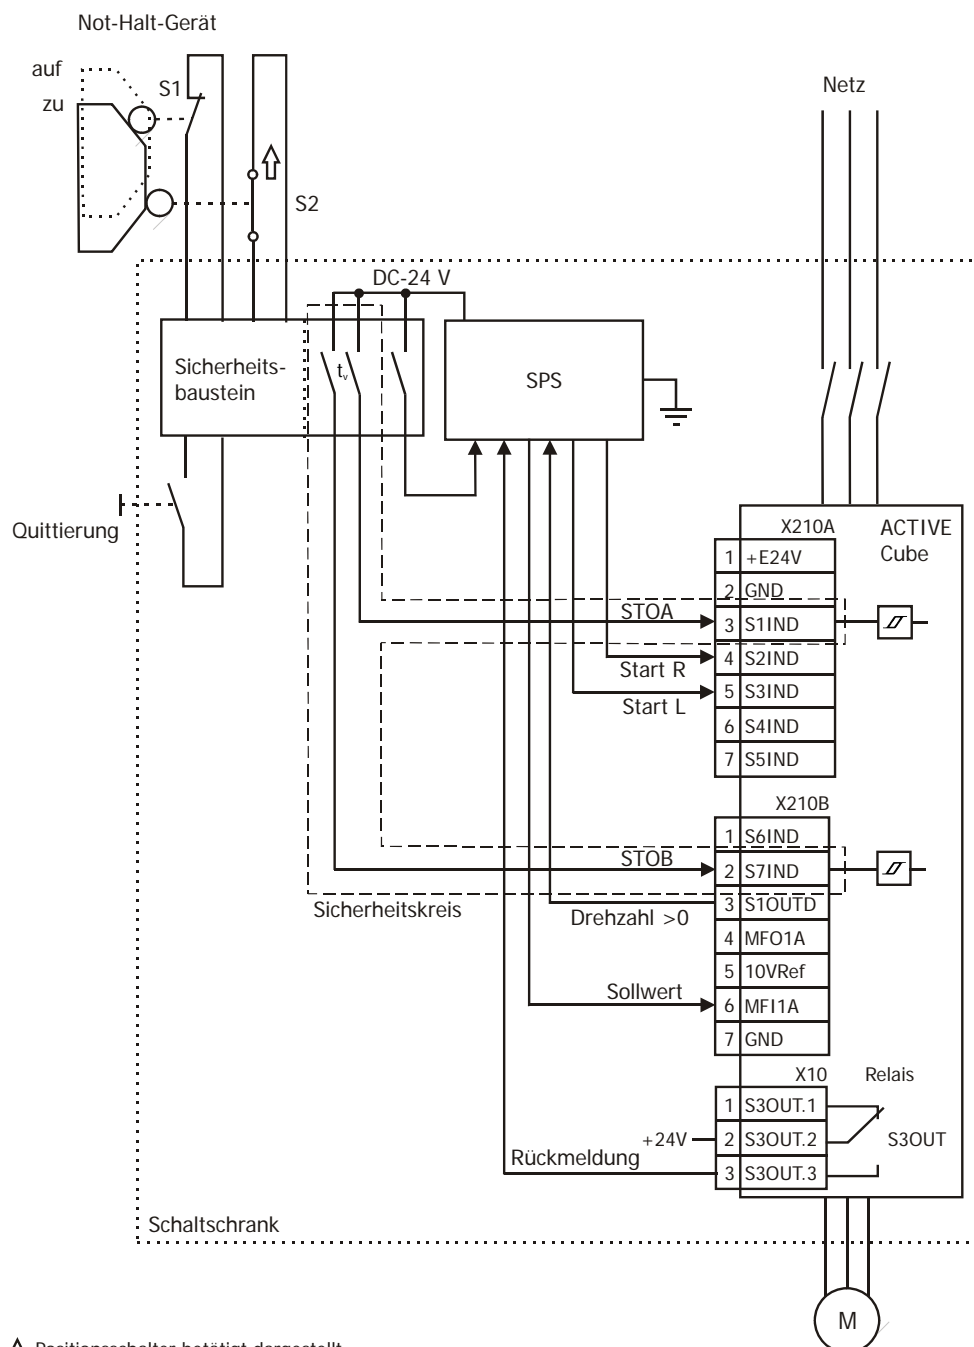 Not-Halt-Gerät
auf
zu
S1
S2
Netz
DC-24 V
Sicherheits-
baustein
tv
SPS
Quittierung
X210A
ACTIVE
Cube
1 +E24V
2 GND
STOA
3 S1IND
4 S2IND
Start R
5 S3IND
Start L
6 S4IND
7 S5IND
X210B
1 S6IND
STOB
2 S7IND
3 S1OUTD
Sicherheitskreis
Drehzahl >0
4 MFO1A
5 10VRef
Sollwert
6 MFI1A
7 GND
X10
Relais
1 S3OUT.1
+24V
2 S3OUT.2
S3OUT
Rückmeldung
3 S3OUT.3
Schaltschrank
M
Positionsschalter betätigt dargestellt